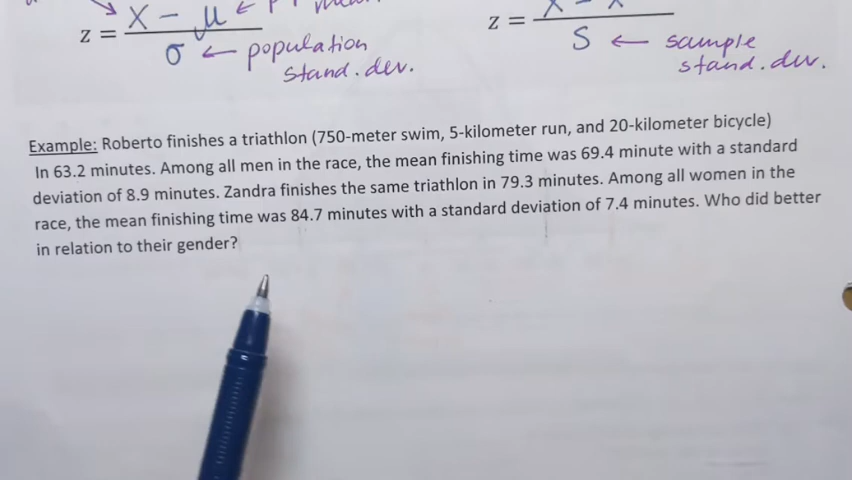 z = X - μ ←
σ ← population
stand. dev.
z =
S ← sample
stand. dev.
Example: Roberto finishes a triathlon (750-meter swim, 5-kilometer run, and 20-kilometer bicycle)
In 63.2 minutes. Among all men in the race, the mean finishing time was 69.4 minute with a standard
deviation of 8.9 minutes. Zandra finishes the same triathlon in 79.3 minutes. Among all women in the
race, the mean finishing time was 84.7 minutes with a standard deviation of 7.4 minutes. Who did better
in relation to their gender?